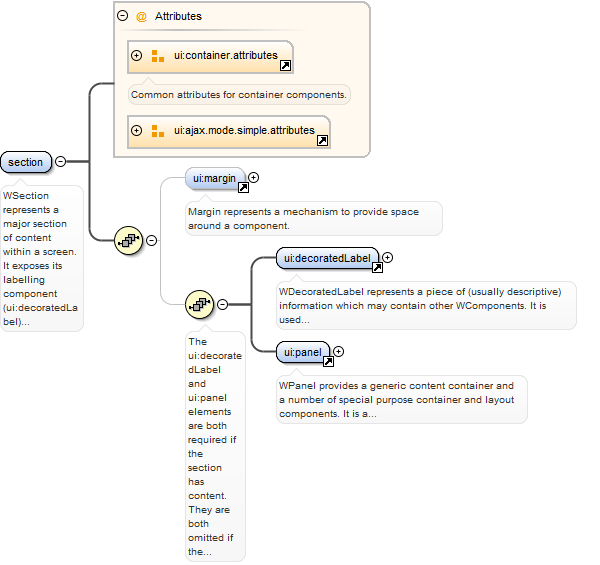 @ Attributes
ui:container.attributes
Common attributes for container components.
ui:ajax.mode.simple.attributes
section
WSection
represents a
major section
of content
within a screen.
It exposes its
labelling
component
(ui:decoratedLa
bel)...
ui:margin
Margin represents a mechanism to provide space
around a component.
ui:decoratedLabel
WDecoratedLabel represents a piece of (usually descriptive)
information which may contain other WComponents. It is
used...
The
ui:decorate
dLabel
and
ui:panel
elements
are both
required if
the
section
has
content.
They are
both
omitted if
the...
ui:panel
WPanel provides a generic content container and
a number of special purpose container and layout
components. It is a...